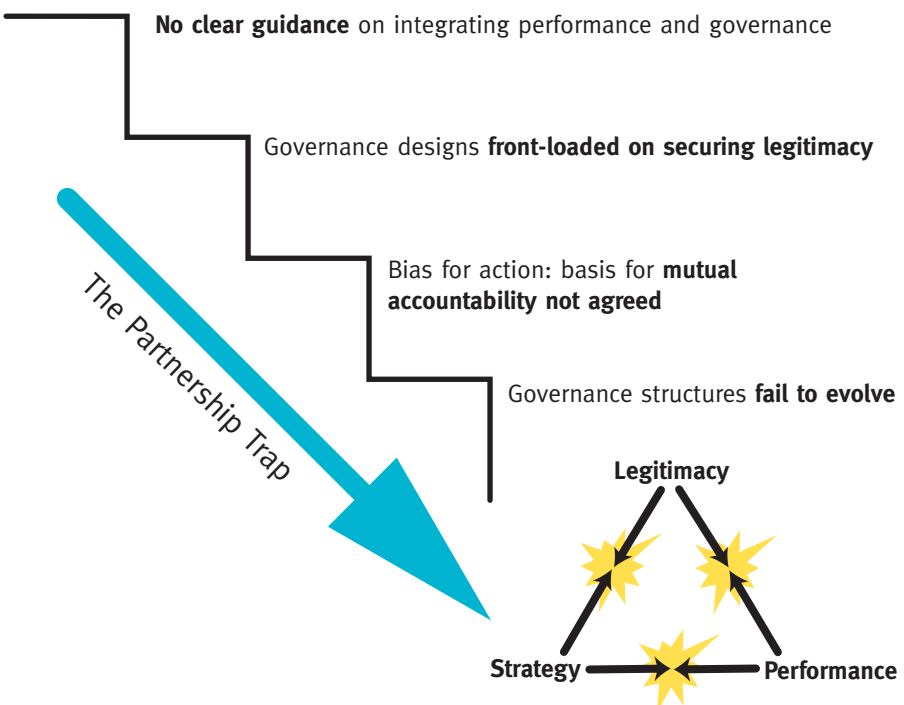 No clear guidance on integrating performance and governance
Governance designs front-loaded on securing legitimacy
Bias for action: basis for mutual
accountability not agreed
The Partnership Trap
Governance structures fail to evolve
Legitimacy
Strategy
Performance